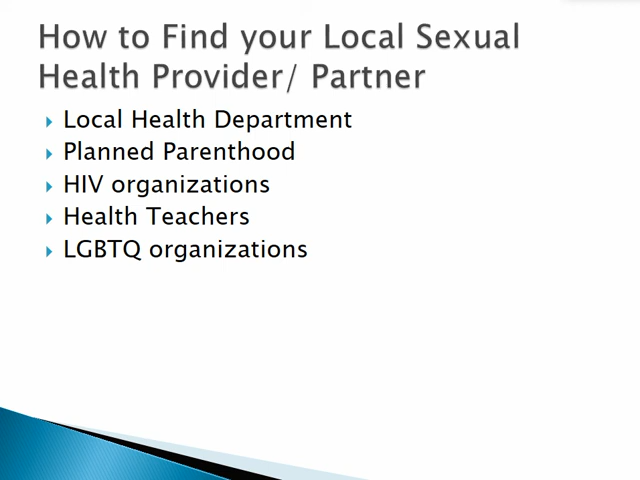 How to Find your Local Sexual
Health Provider/ Partner
Local Health Department
Planned Parenthood
HIV organizations
Health Teachers
LGBTQ organizations